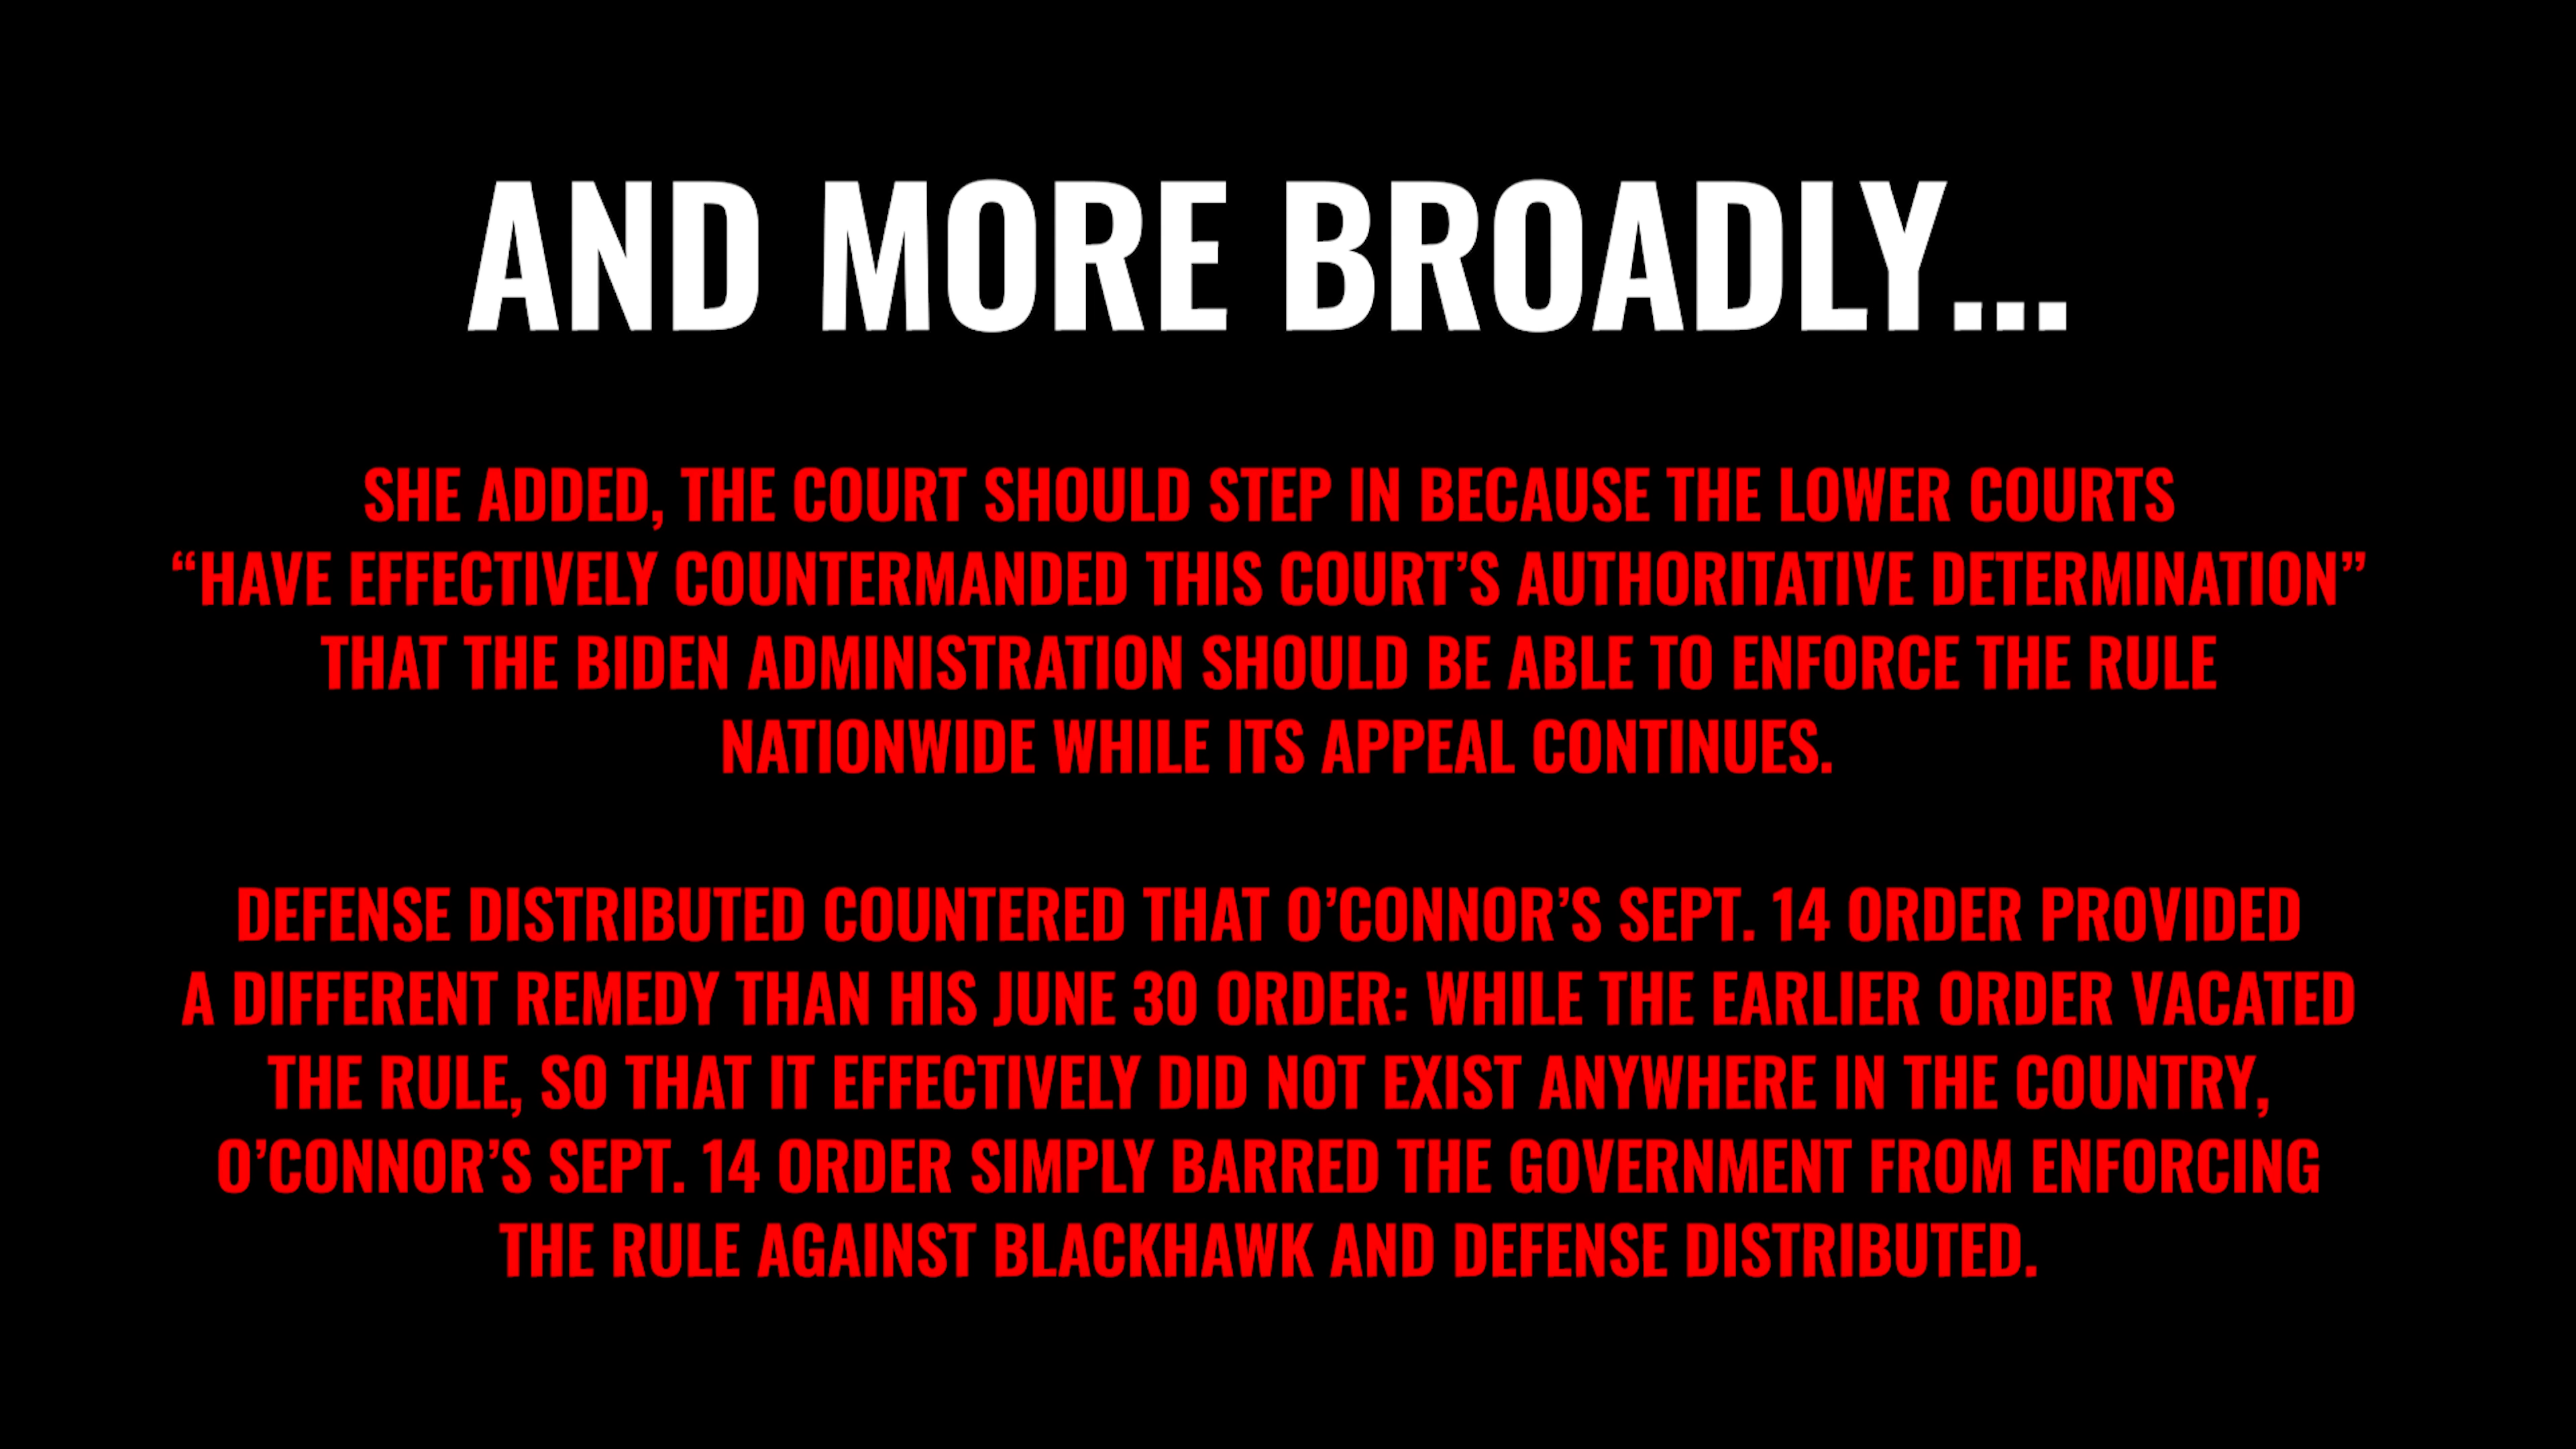 AND MORE BROADLY...
SHE ADDED, THE COURT SHOULD STEP IN BECAUSE THE LOWER COURTS
“HAVE EFFECTIVELY COUNTERMANDED THIS COURT’S AUTHORITATIVE DETERMINATION”
THAT THE BIDEN ADMINISTRATION SHOULD BE ABLE TO ENFORCE THE RULE
NATIONWIDE WHILE ITS APPEAL CONTINUES.
DEFENSE DISTRIBUTED COUNTERED THAT O’CONNOR’S SEPT. 14 ORDER PROVIDED
A DIFFERENT REMEDY THAN HIS JUNE 30 ORDER: WHILE THE EARLIER ORDER VACATED
THE RULE, SO THAT IT EFFECTIVELY DID NOT EXIST ANYWHERE IN THE COUNTRY,
O’CONNOR’S SEPT. 14 ORDER SIMPLY BARRED THE GOVERNMENT FROM ENFORCING
THE RULE AGAINST BLACKHAWK AND DEFENSE DISTRIBUTED.